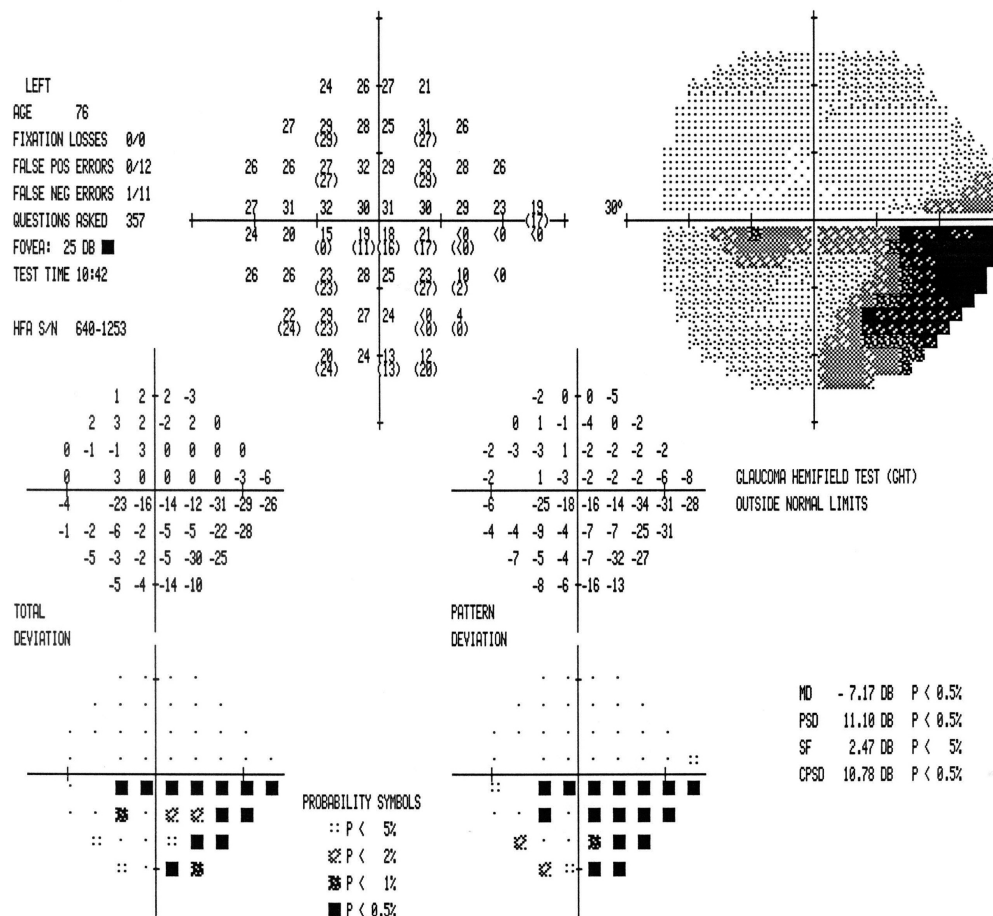 LEFT
AGE 76
FIXATION LOSSES 0/0
FALSE POS ERRORS 0/12
FALSE NEG ERRORS 1/11
QUESTIONS ASKED 357
FOVEA: 25 DB ■
TEST TIME 10:42
HFA S/N 640-1253
24 26 27 21
27 29 28 25 31 26
(29) (27)
26 26 27 32 29 29 28 26
(27) (29)
27 31 32 30 31 30 29 23 19
(17)
30°
24 20 15 19 18 21 <0 <0 <0
(0) (11) (16) (17) (<0)
26 26 23 28 25 23 10 <0
(23) (27) (2)
22 29 27 24 <0 4
(24) (23) (<0) (0)
20 24 13 12
(24) (13) (20)
1 2 2 -3
2 3 2 -2 2 0
0 -1 -1 3 0 0 0 0
0 3 0 0 0 0 -3 -6
-4 -23 -16 -14 -12 -31 -29 -26
-1 -2 -6 -2 -5 -5 -22 -28
-5 -3 -2 -5 -30 -25
-5 -4 -14 -10
TOTAL
DEVIATION
-2 0 0 -5
0 1 -1 -4 0 -2
-2 -3 -3 1 -2 -2 -2 -2
-2 1 -3 -2 -2 -2 -6 -8
-6 -25 -18 -16 -14 -34 -31 -28
-4 -4 -9 -4 -7 -7 -25 -31
-7 -5 -4 -7 -32 -27
-8 -6 -16 -13
PATTERN
DEVIATION
GLAUCOMA HEMIFIELD TEST (GHT)
OUTSIDE NORMAL LIMITS
PROBABILITY SYMBOLS
P < 5%
P < 2%
P < 1%
P < 0.5%
MD - 7.17 DB P < 0.5%
PSD 11.10 DB P < 0.5%
SF 2.47 DB P < 5%
CPSD 10.78 DB P < 0.5%